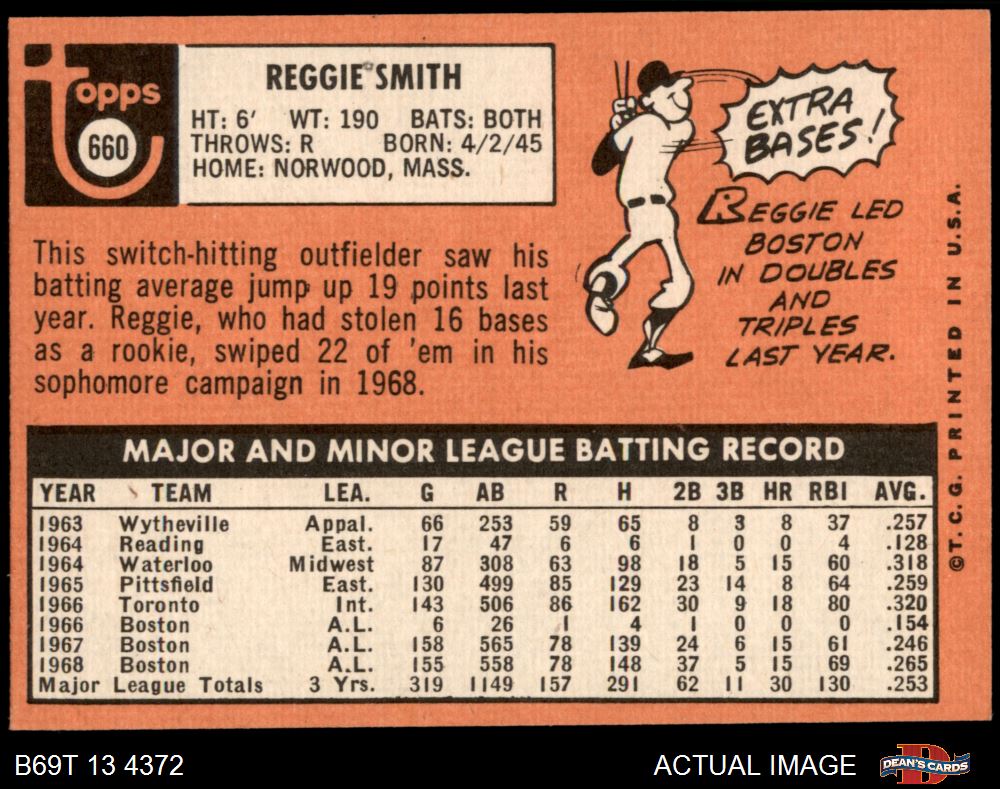 Topps
660
REGGIE SMITH
HT: 6' WT: 190 BATS: BOTH
THROWS: R BORN: 4/2/45
HOME: NORWOOD, MASS.
This switch-hitting outfielder saw his
batting average jump up 19 points last
year. Reggie, who had stolen 16 bases
as a rookie, swiped 22 of 'em in his
sophomore campaign in 1968.
EXTRA
BASES!
REGGIE LED
BOSTON
IN DOUBLES
AND
TRIPLES
LAST YEAR.
©T.C.G. PRINTED IN U.S.A.
MAJOR AND MINOR LEAGUE BATTING RECORD
YEAR TEAM LEA. G AB R H 2B 3B HR RBI AVG.
1963 Wytheville Appal. 66 253 59 65 8 3 8 37 .257
1964 Reading East. 17 47 6 6 1 0 0 4 .128
1964 Waterloo Midwest 87 308 63 98 18 5 15 60 .318
1965 Pittsfield East. 130 499 85 129 23 14 8 64 .259
1966 Toronto Int. 143 506 86 162 30 9 18 80 .320
1966 Boston A.L. 6 26 1 4 1 0 0 0 .154
1967 Boston A.L. 158 565 78 139 24 6 15 61 .246
1968 Boston A.L. 155 558 78 148 37 5 15 69 .265
Major League Totals 3 Yrs. 319 1149 157 291 62 11 30 130 .253
B69T 13 4372
ACTUAL IMAGE
D
DEAN'S CARDS